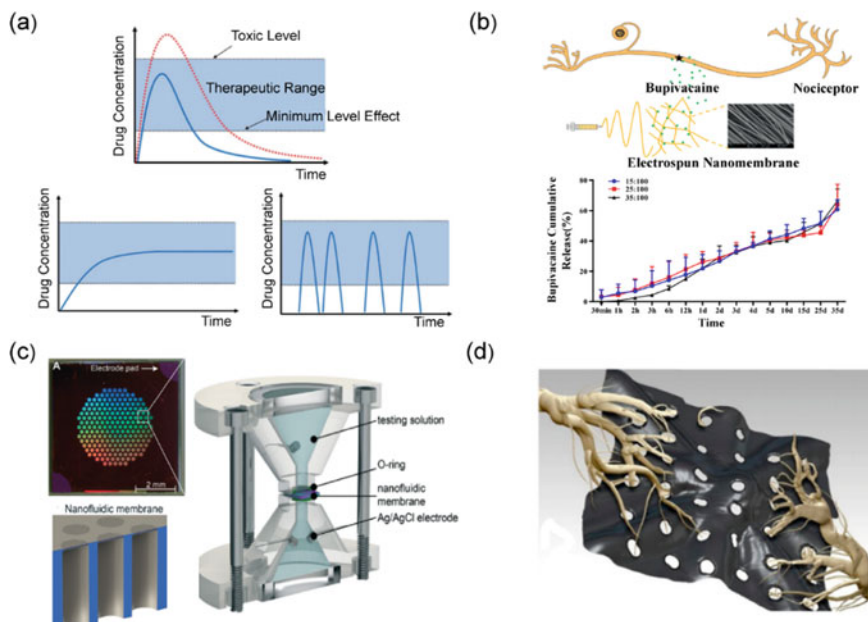 (a)
Drug Concentration
Toxic Level
Therapeutic Range
Minimum Level Effect
Time
Drug Concentration
Time
Drug Concentration
Time
(b)
Bupivacaine
Nociceptor
Electrospun Nanomembrane
Bupivacaine Cumulative
Release(%)
80
60
40
20
0
15:100
25:100
35:100
30min 1h 2h 3h 6h 12h 1d 2d 3d 4d 5d 10d 15d 25d 35d
Time
(c)
A
Electrode pad
2 mm
Nanofluidic membrane
testing solution
O-ring
nanofluidic
membrane
Ag/AgCl electrode
(d)